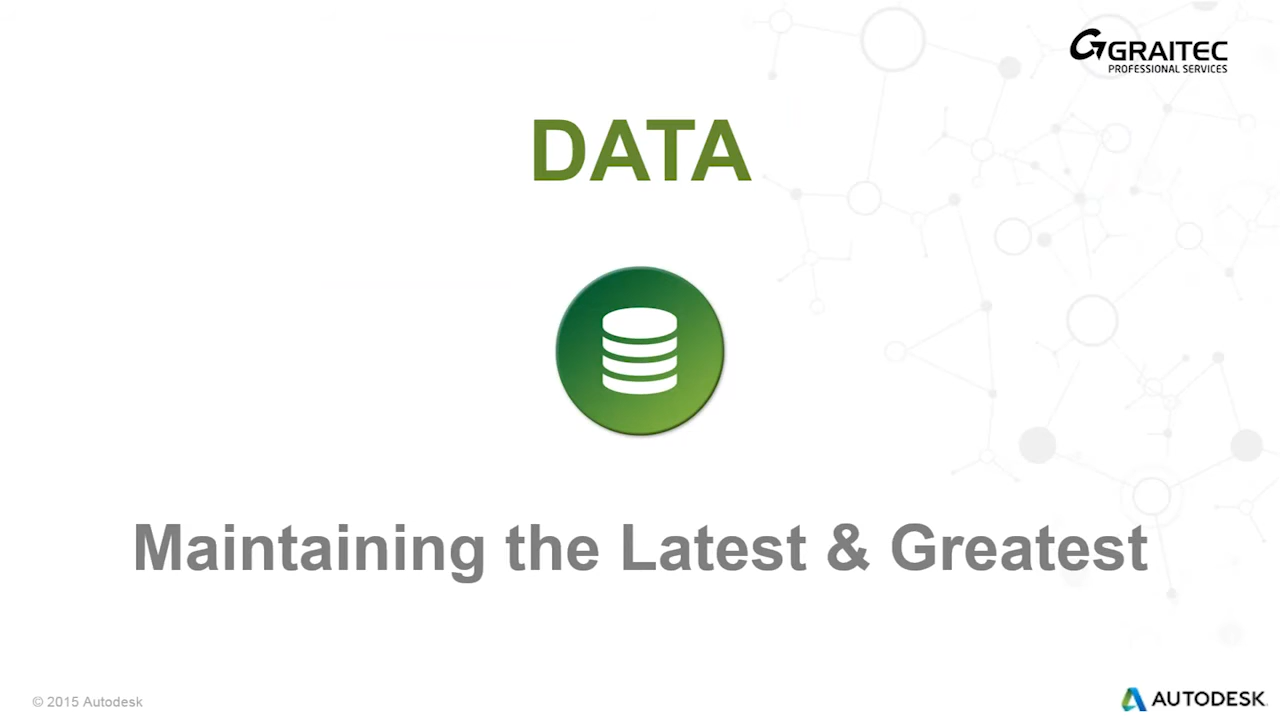 GRAITEC
PROFESSIONAL SERVICES
DATA
Maintaining the Latest & Greatest
© 2015 Autodesk
AUTODESK.